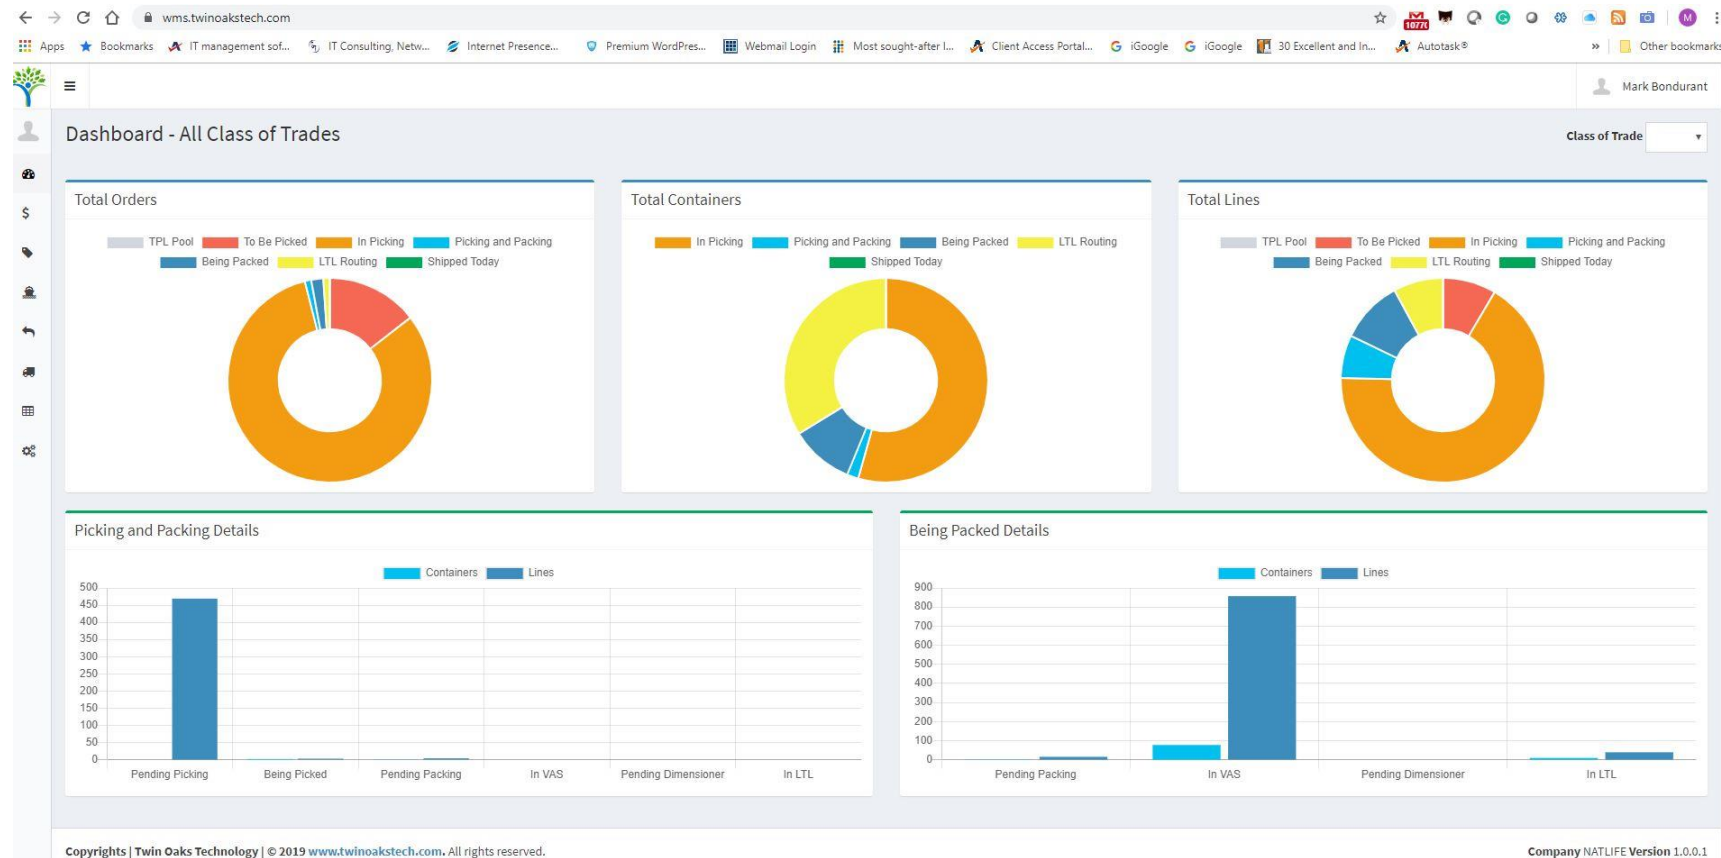 wms.twinoakstech.com
1077(
M
Apps Bookmarks IT management sof... IT Consulting, Netw... Internet Presence... Premium WordPres... Webmail Login Most sought-after I... Client Access Portal... iGoogle iGoogle 30 Excellent and In... Autotask® » Other bookmarks
Mark Bondurant
Dashboard - All Class of Trades
Class of Trade
Total Orders
TPL Pool To Be Picked In Picking Picking and Packing
Being Packed LTL Routing Shipped Today
Total Containers
In Picking Picking and Packing Being Packed LTL Routing
Shipped Today
Total Lines
TPL Pool To Be Picked In Picking Picking and Packing
Being Packed LTL Routing Shipped Today
Picking and Packing Details
Containers Lines
500
450
400
350
300
250
200
150
100
50
0
Pending Picking Being Picked Pending Packing In VAS Pending Dimensioner In LTL
Being Packed Details
Containers Lines
900
800
700
600
500
400
300
200
100
0
Pending Packing In VAS Pending Dimensioner In LTL
Copyrights | Twin Oaks Technology | © 2019 www.twinoakstech.com. All rights reserved.
Company NATLIFE Version 1.0.0.1